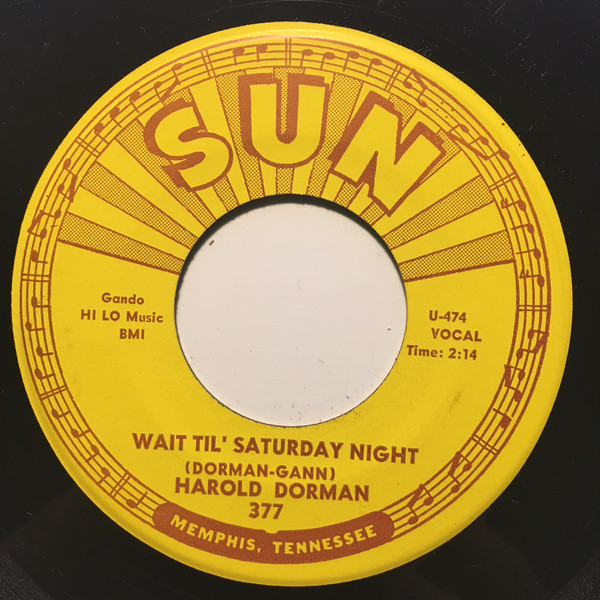 SUN
Gando
HI LO Music
BMI
U-474
VOCAL
Time: 2:14
WAIT TIL' SATURDAY NIGHT
(DORMAN-GANN)
HAROLD DORMAN
377
MEMPHIS, TENNESSEE